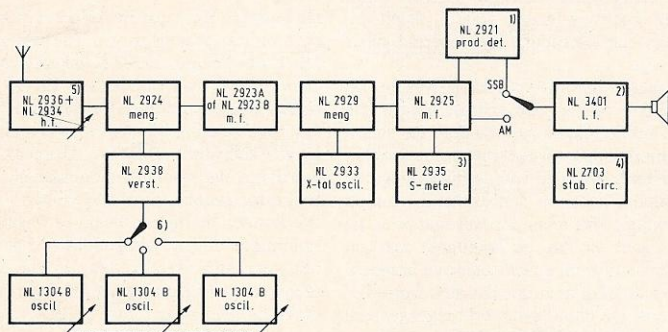 1)
NL 2921
prod. det.
5)
NL 2936+
NL 2934
h.f.
NL 2924
meng.
NL 2923A
of NL 2923B
m.f.
NL 2929
meng
NL 2925
m.f.
SSB
AM
2)
NL 3401
l.f.
NL 2938
verst.
NL 2933
X-tal oscil.
3)
NL 2935
S-meter
4)
NL 2703
stab. circ.
6)
NL 1304B
oscil
NL 1304 B
oscil.
NL 1304 B
oscil.